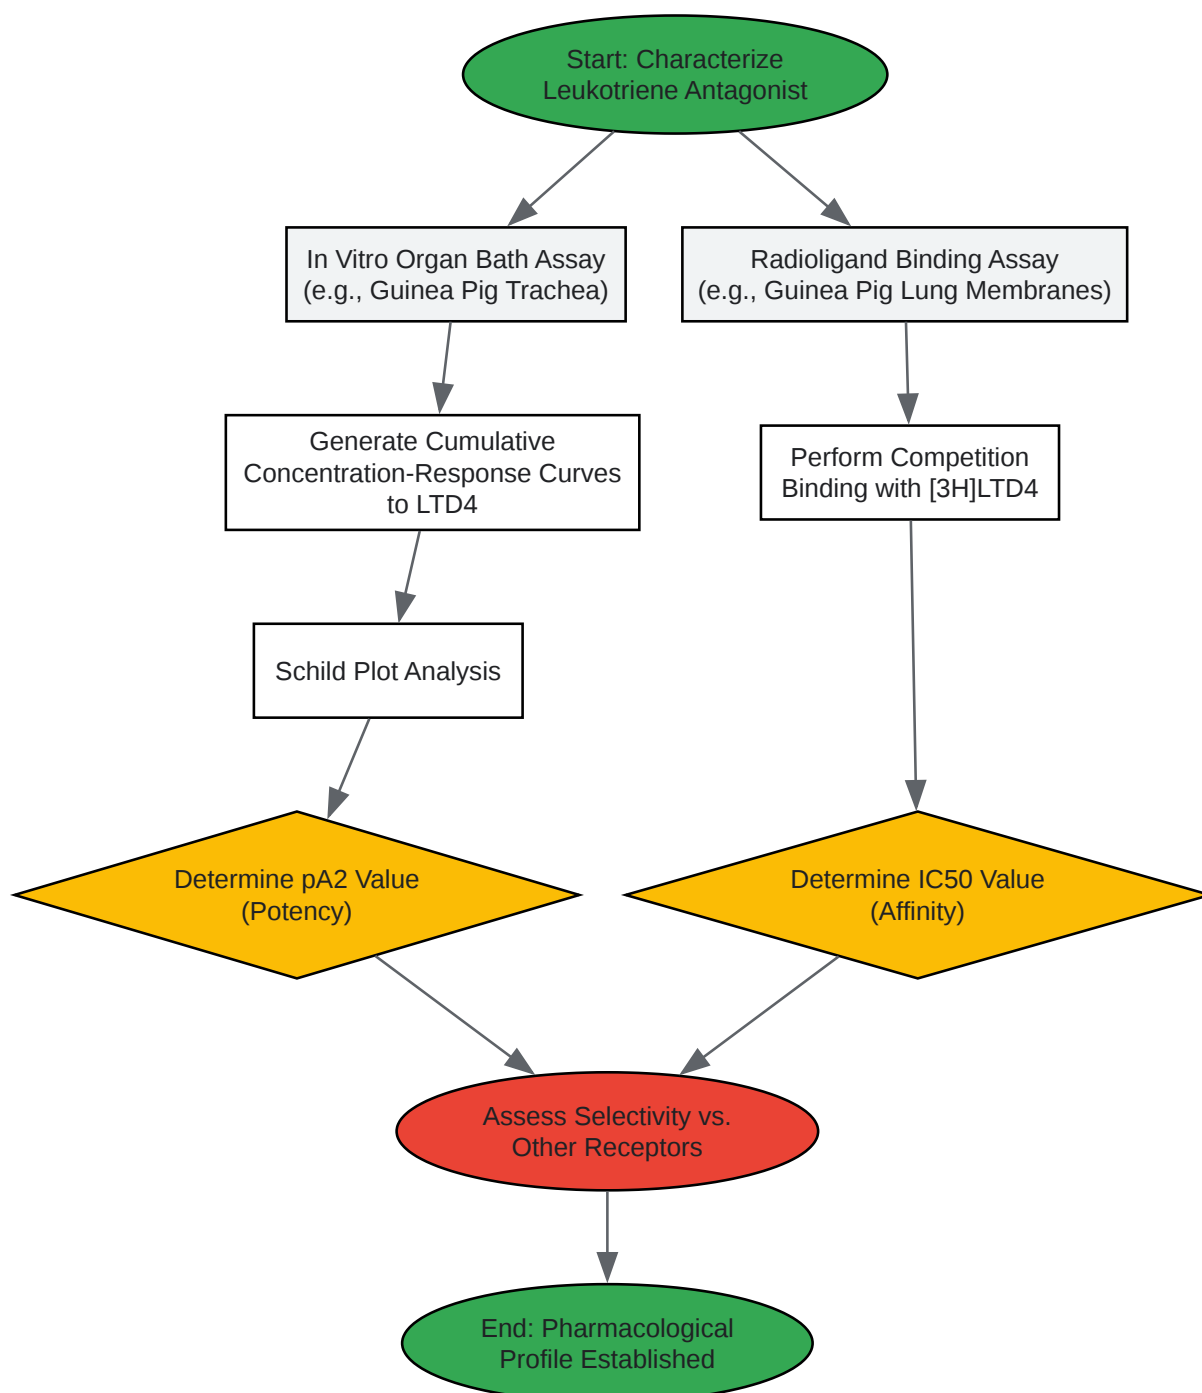 Start: Characterize
Leukotriene Antagonist
In Vitro Organ Bath Assay
(e.g., Guinea Pig Trachea)
Radioligand Binding Assay
(e.g., Guinea Pig Lung Membranes)
Generate Cumulative
Concentration-Response Curves
to LTD4
Perform Competition
Binding with [3H]LTD4
Schild Plot Analysis
Determine pA2 Value
(Potency)
Determine IC50 Value
(Affinity)
Assess Selectivity vs.
Other Receptors
End: Pharmacological
Profile Established